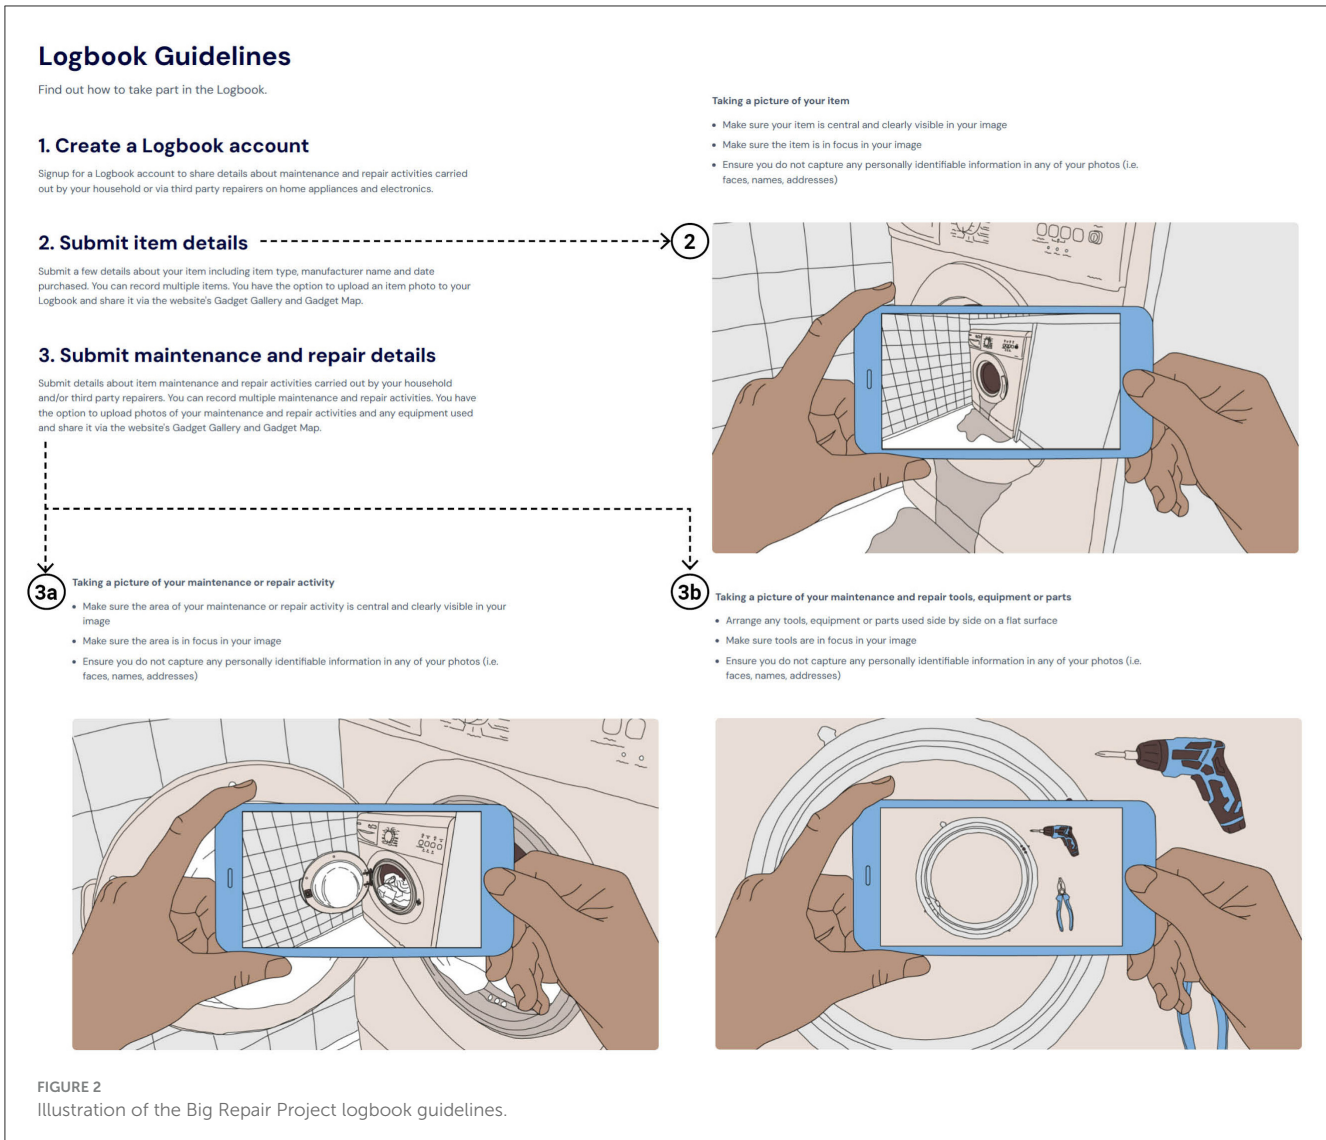 Logbook Guidelines
Find out how to take part in the Logbook.
1. Create a Logbook account
Signup for a Logbook account to share details about maintenance and repair activities carried
out by your household or via third party repairers on home appliances and electronics.
2. Submit item details
Submit a few details about your item including item type, manufacturer name and date
purchased. You can record multiple items. You have the option to upload an item photo to your
Logbook and share it via the website's Gadget Gallery and Gadget Map.
3. Submit maintenance and repair details
Submit details about item maintenance and repair activities carried out by your household
and/or third party repairers. You can record multiple maintenance and repair activities. You have
the option to upload photos of your maintenance and repair activities and any equipment used
and share it via the website's Gadget Gallery and Gadget Map.
2
Taking a picture of your item
• Make sure your item is central and clearly visible in your image
• Make sure the item is in focus in your image
• Ensure you do not capture any personally identifiable information in any of your photos (i.e.
faces, names, addresses)
3a
Taking a picture of your maintenance or repair activity
• Make sure the area of your maintenance or repair activity is central and clearly visible in your
image
• Make sure the area is in focus in your image
• Ensure you do not capture any personally identifiable information in any of your photos (i.e.
faces, names, addresses)
3b
Taking a picture of your maintenance and repair tools, equipment or parts
• Arrange any tools, equipment or parts used side by side on a flat surface
• Make sure tools are in focus in your image
• Ensure you do not capture any personally identifiable information in any of your photos (i.e.
faces, names, addresses)
FIGURE 2
Illustration of the Big Repair Project logbook guidelines.